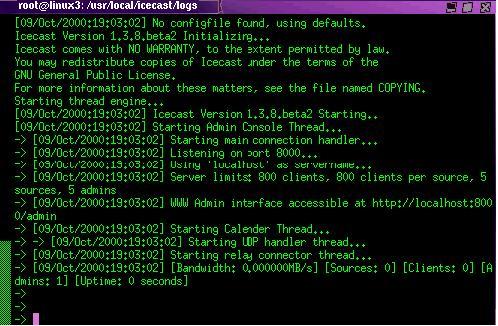 root@linux3: /usr/local/icecast/logs
[09/Oct/2000:19:03:02] No configfile found, using defaults.
Icecast Version 1.3.8.beta2 Initializing...
Icecast comes with NO WARRANTY, to the extent permitted by law.
You may redistribute copies of Icecast under the terms of the
GNU General Public License.
For more information about these matters, see the file named COPYING.
Starting thread engine...
[09/Oct/2000:19:03:02] Icecast Version 1.3.8.beta2 Starting..
[09/Oct/2000:19:03:02] Starting Admin Console Thread...
-> [09/Oct/2000:19:03:02] Starting main connection handler...
-> [09/Oct/2000:19:03:02] Listening on port 8000...
-> [09/Oct/2000:19:03:02] Using 'localhost' as servername...
-> [09/Oct/2000:19:03:02] Server limits: 800 clients, 800 clients per source, 5
sources, 5 admins
-> [09/Oct/2000:19:03:02] WWW Admin interface accessible at http://localhost:800
0/admin
-> [09/Oct/2000:19:03:02] Starting Calender Thread...
-> -> [09/Oct/2000:19:03:02] Starting UDP handler thread...
-> [09/Oct/2000:19:03:02] Starting relay connector thread...
-> [09/Oct/2000:19:03:02] [Bandwidth: 0.000000MB/s] [Sources: 0] [Clients: 0] [A
dmins: 1] [Uptime: 0 seconds]
->
->
->